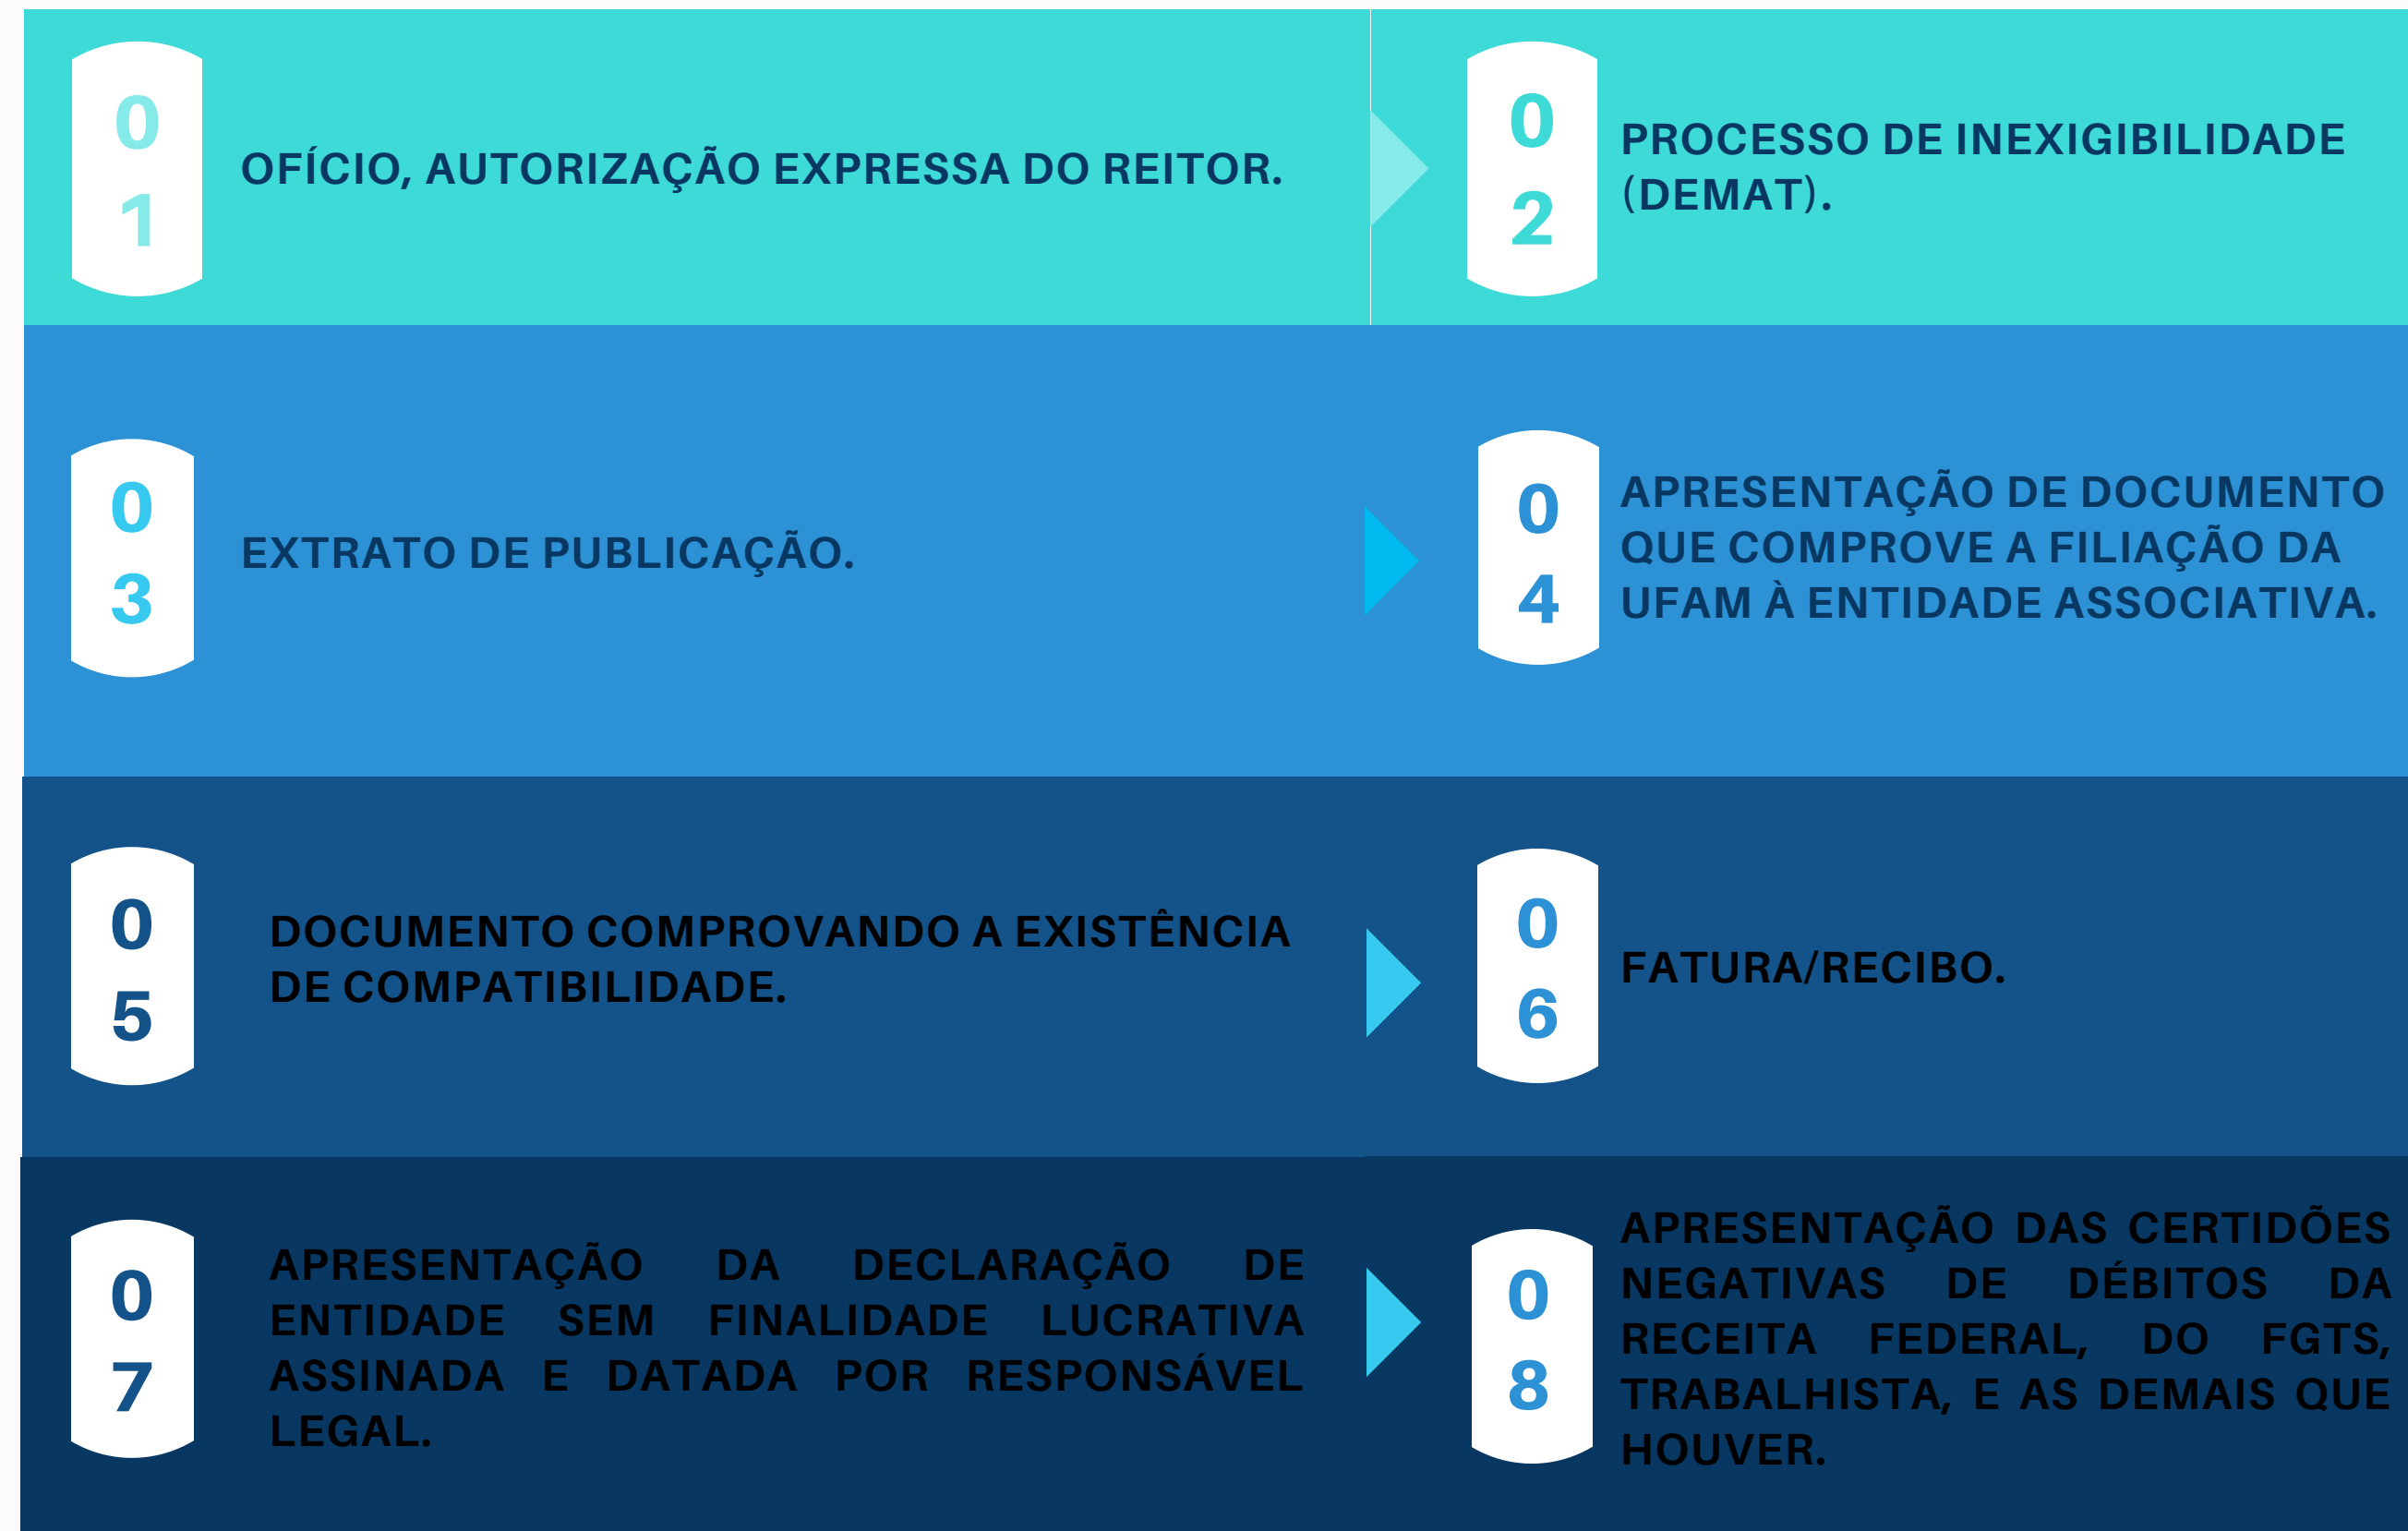 0
1
OFÍCIO, AUTORIZAÇÃO EXPRESSA DO REITOR.
0
2
PROCESSO DE INEXIGIBILIDADE
(DEMAT).
0
3
EXTRATO DE PUBLICAÇÃO.
0
4
APRESENTAÇÃO DE DOCUMENTO
QUE COMPROVE A FILIAÇÃO DA
UFAM À ENTIDADE ASSOCIATIVA.
0
5
DOCUMENTO COMPROVANDO A EXISTÊNCIA
DE COMPATIBILIDADE.
0
6
FATURA/RECIBO.
0
7
APRESENTAÇÃO DA DECLARAÇÃO DE
ENTIDADE SEM FINALIDADE LUCRATIVA
ASSINADA E DATADA POR RESPONSÁVEL
LEGAL.
0
8
APRESENTAÇÃO DAS CERTIDÕES
NEGATIVAS DE DÉBITOS DA
RECEITA FEDERAL, DO FGTS,
TRABALHISTA, E AS DEMAIS QUE
HOUVER.